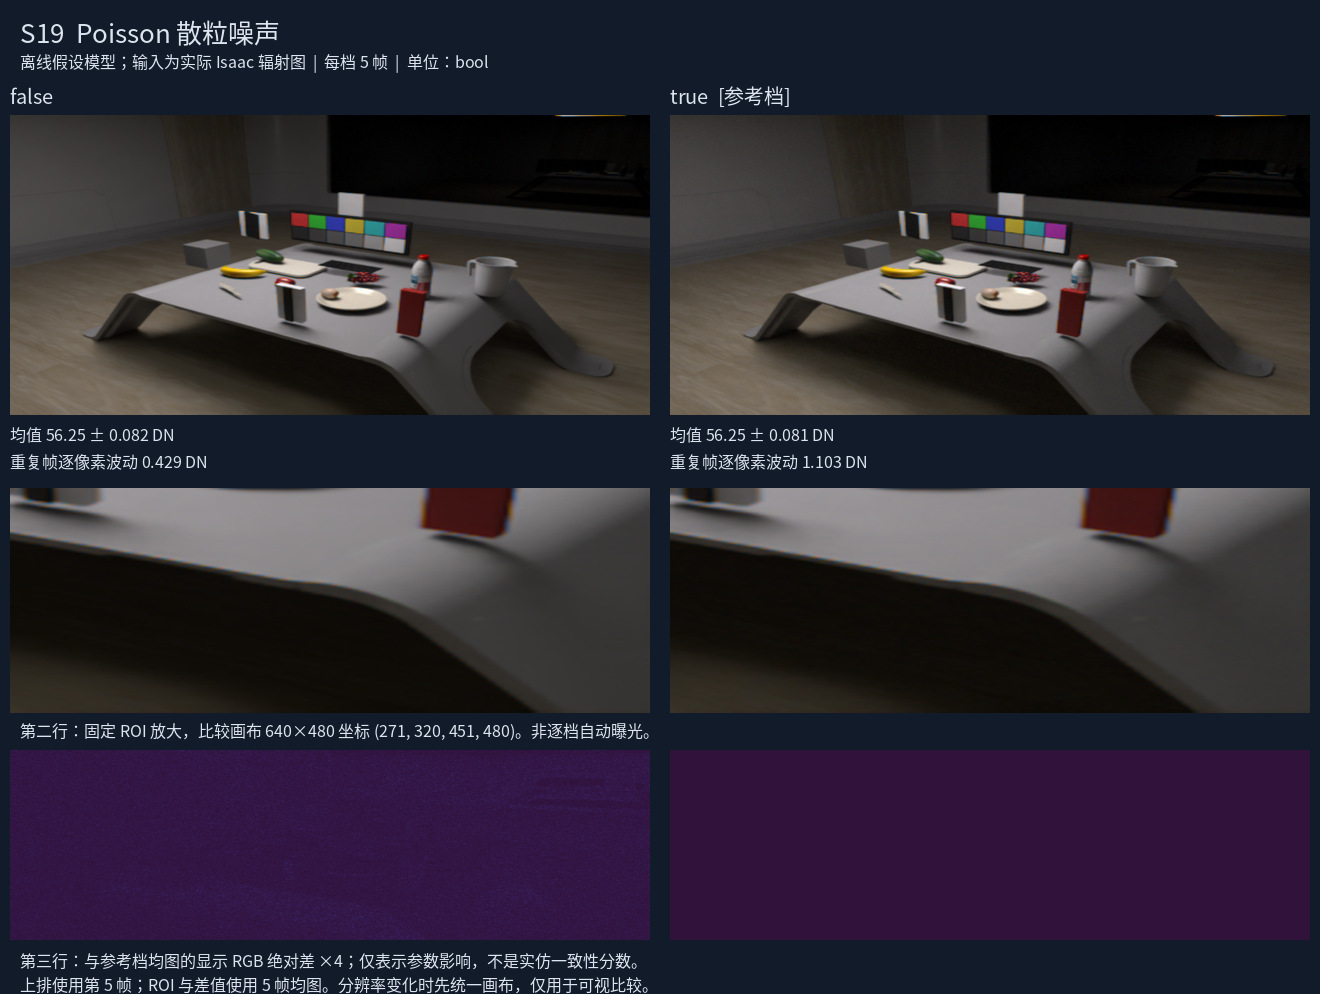 S19 Poisson 散粒噪声
离线假设模型；输入为实际 Isaac 辐射图 | 每档 5 帧 | 单位：bool
false
true [参考档]
均值 56.25 ± 0.082 DN
重复帧逐像素波动 0.429 DN
均值 56.25 ± 0.081 DN
重复帧逐像素波动 1.103 DN
第二行：固定 ROI 放大，比较画布 640×480 坐标 (271, 320, 451, 480)。非逐档自动曝光。
第三行：与参考档均图的显示 RGB 绝对差 ×4；仅表示参数影响，不是实仿一致性分数。
上排使用第 5 帧；ROI 与差值使用 5 帧均图。分辨率变化时先统一画布，仅用于可视比较。